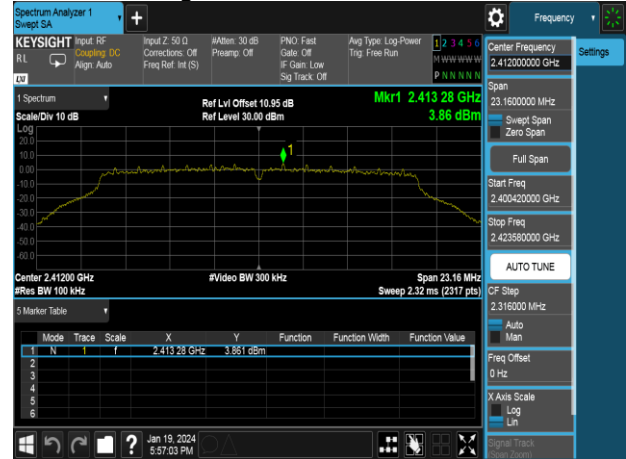 Spectrum Analyzer 1
Swept SA
+
Frequency
KEYSIGHT
RL
LXI
Input: RF
Coupling: DC
Align: Auto
Input Z: 50 Ω
Corrections: Off
Freq Ref: Int (S)
#Atten: 30 dB
Preamp: Off
PNO: Fast
Gate: Off
IF Gain: Low
Sig Track: Off
Avg Type: Log-Power
Trig: Free Run
1 2 3 4 5 6
M W W W W W
P N N N N N
1 Spectrum
Scale/Div 10 dB
Ref Lvl Offset 10.95 dB
Ref Level 30.00 dBm
Mkr1 2.413 28 GHz
3.86 dBm
Log
20.0
10.0
0.00
-10.0
-20.0
-30.0
-40.0
-50.0
-60.0
1
Center 2.41200 GHz
#Res BW 100 kHz
#Video BW 300 kHz
Span 23.16 MHz
Sweep 2.32 ms (2317 pts)
5 Marker Table
Mode Trace Scale X Y Function Function Width Function Value
1 N 1 f 2.413 28 GHz 3.861 dBm
2
3
4
5
6
Jan 19, 2024
5:57:03 PM
Center Frequency
2.412000000 GHz
Settings
Span
23.1600000 MHz
Swept Span
Zero Span
Full Span
Start Freq
2.400420000 GHz
Stop Freq
2.423580000 GHz
AUTO TUNE
CF Step
2.316000 MHz
Auto
Man
Freq Offset
0 Hz
X Axis Scale
Log
Lin
Signal Track
(Span Zoom)